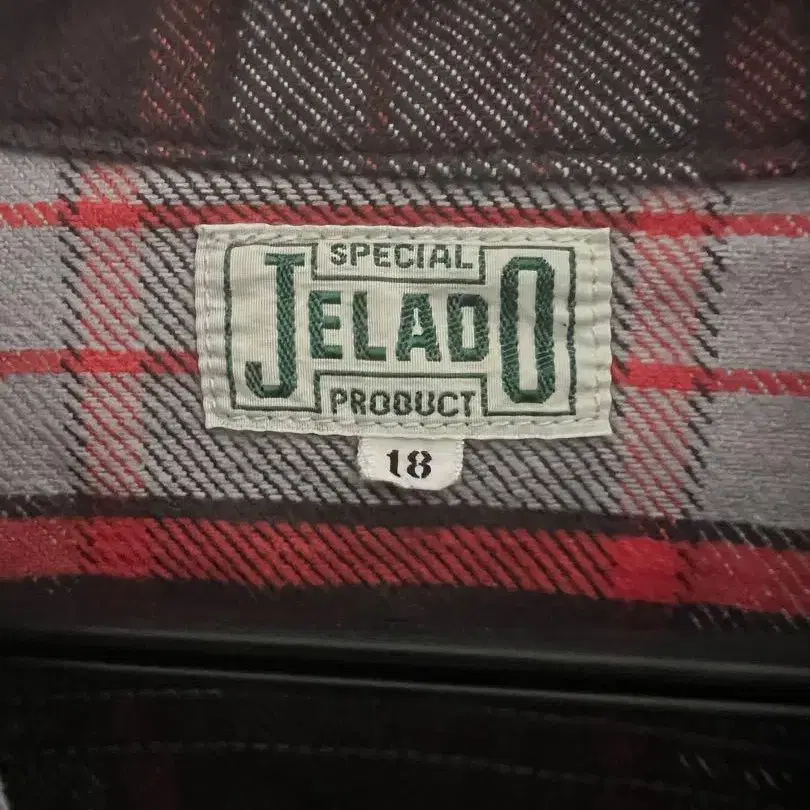 SPECIAL
JELADO
PRODUCT
18